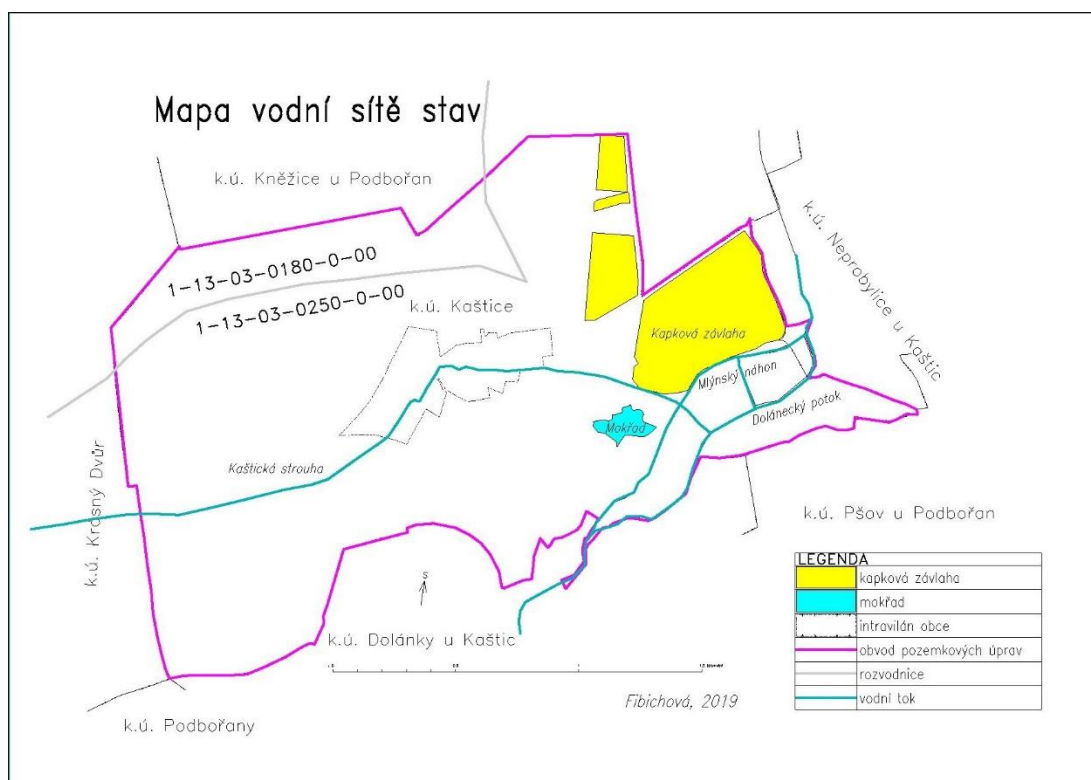 Mapa vodní sítě stav
k.ú. Kněžice u Podbořan
k.ú. Neprobylice u Kaštic
1-13-03-0180-0-00
1-13-03-0250-0-00
k.ú. Kaštice
Kapková závlaha
Mlýnský náhon
Dolánecký potok
Mokřad
Kaštická strouha
k.ú. Krásný Dvůr
k.ú. Pšov u Podbořan
S
k.ú. Dolánky u Kaštic
k.ú. Podbořany
Fibichová, 2019
LEGENDA
kapková závlaha
mokřad
intravilán obce
obvod pozemkových úprav
rozvodnice
vodní tok